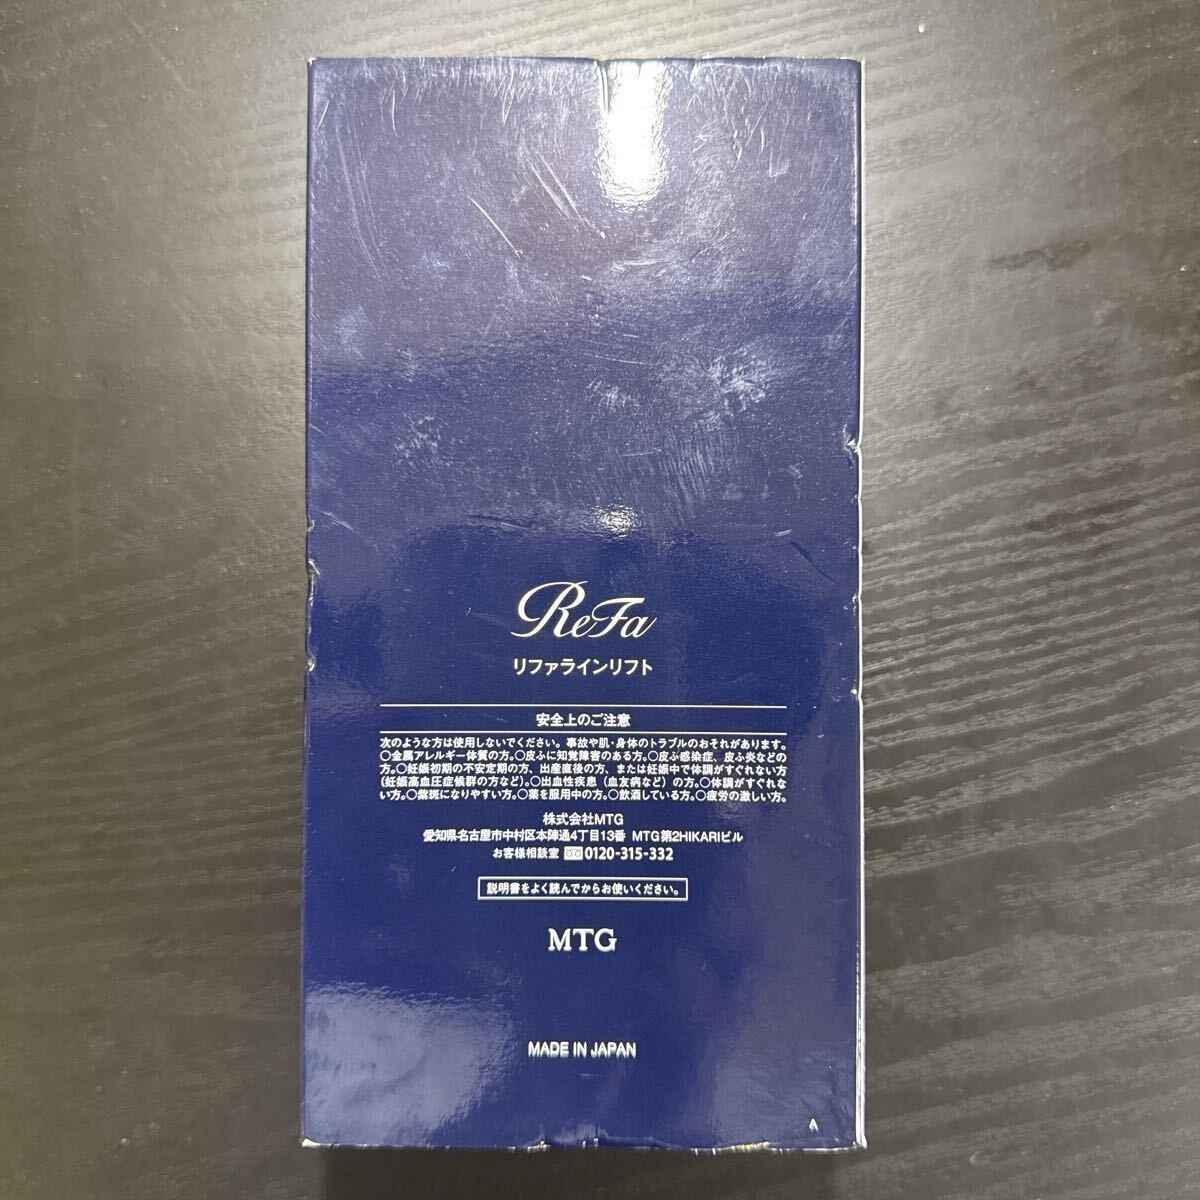 ReFa
リファラインリフト
安全上のご注意
次のような方は使用しないでください。事故や肌・身体のトラブルのおそれがあります。
○金属アレルギー体質の方。○皮ふに知覚障害のある方。○皮ふ感染症、皮ふ炎などの
方。○妊娠初期の不安定期の方、出産直後の方、または妊娠中で体調がすぐれない方
(妊娠高血圧症候群の方など)。○出血性疾患（血友病など）の方。○体調がすぐれな
い方。○紫斑になりやすい方。○薬を服用中の方。○飲酒している方。○疲労の激しい方。
株式会社MTG
愛知県名古屋市中村区本陣通4丁目13番 MTG第2HIKARIビル
お客様相談室 0120-315-332
説明書をよく読んでからお使いください。
MTG
MADE IN JAPAN
A